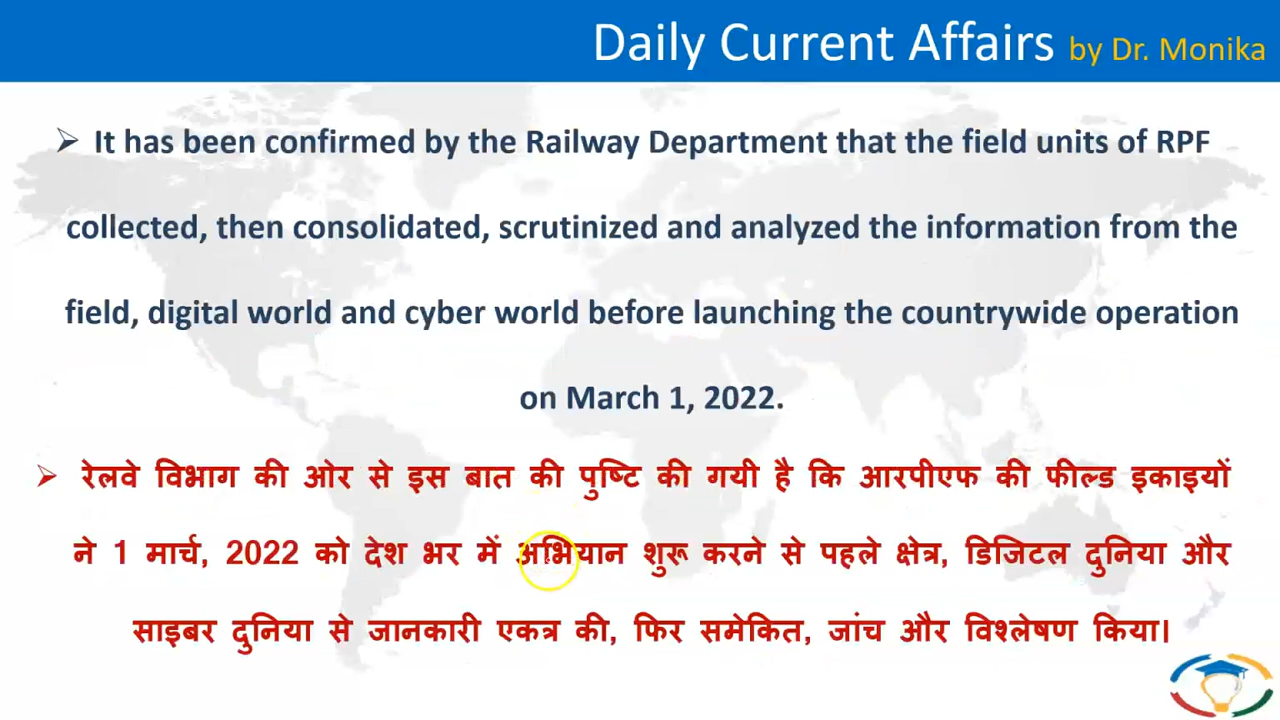 Daily Current Affairs by Dr. Monika
➢ It has been confirmed by the Railway Department that the field units of RPF
collected, then consolidated, scrutinized and analyzed the information from the
field, digital world and cyber world before launching the countrywide operation
on March 1, 2022.
➢ रेलवे विभाग की ओर से इस बात की पुष्टि की गयी है कि आरपीएफ की फील्ड इकाइयों
ने 1 मार्च, 2022 को देश भर में अभियान शुरू करने से पहले क्षेत्र, डिजिटल दुनिया और
साइबर दुनिया से जानकारी एकत्र की, फिर समेकित, जांच और विश्लेषण किया।